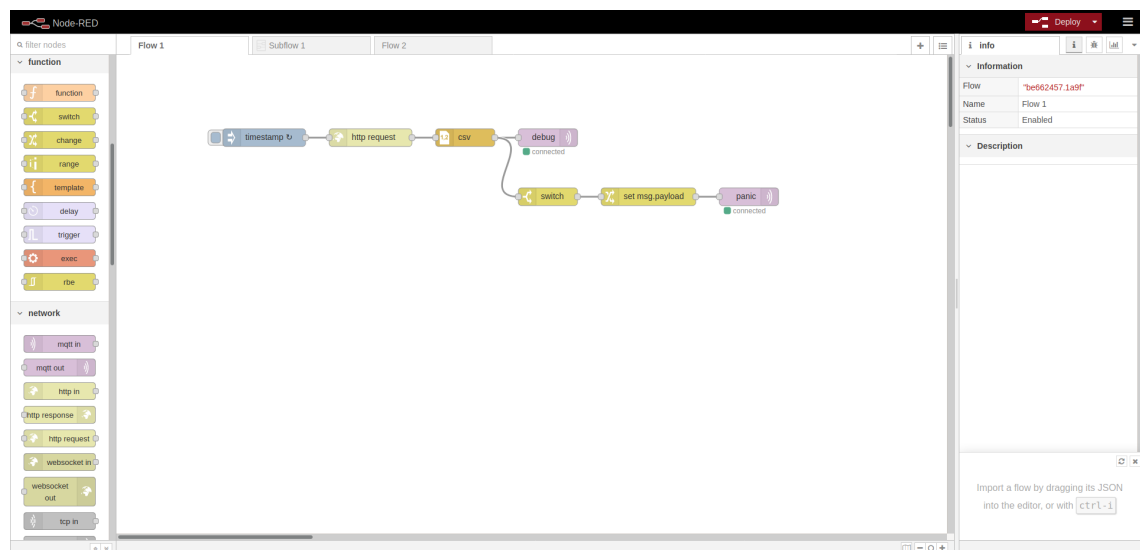 Node-RED
Deploy
filter nodes
Flow 1
Subflow 1
Flow 2
info
function
function
switch
change
range
template
delay
trigger
exec
rbe
network
mqtt in
mqtt out
http in
http response
http request
websocket in
websocket
out
tcp in
timestamp ↻
http request
csv
debug
connected
switch
set msg.payload
panic
connected
Information
Flow "be662457.1a9f"
Name Flow 1
Status Enabled
Description
Import a flow by dragging its JSON
into the editor, or with ctrl-i